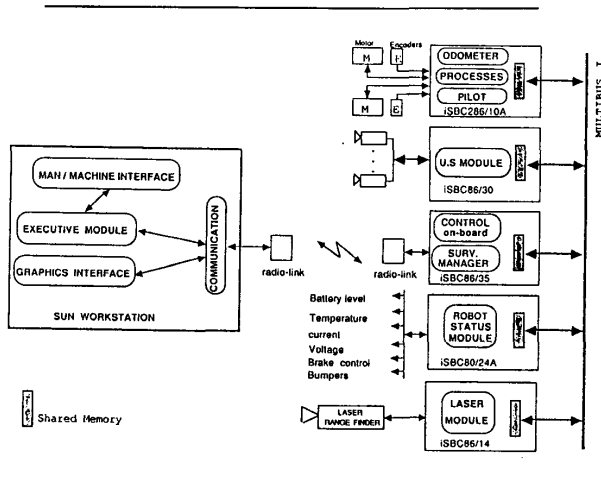 Motor Encoders
M E
ODOMETER
PROCESSES
PILOT
M E
iSBC286/10A
MULTIBUS I
U.S MODULE
iSBC86/30
MAN / MACHINE INTERFACE
EXECUTIVE MODULE
GRAPHICS INTERFACE
COMMUNICATION
SUN WORKSTATION
radio-link
radio-link
CONTROL
on-board
SURV.
MANAGER
iSBC86/35
Battery level
Temperature
current
Voltage
Brake control
Bumpers
ROBOT
STATUS
MODULE
iSBC80/24A
LASER
RANGE FINDER
LASER
MODULE
iSBC86/14
Shared Memory